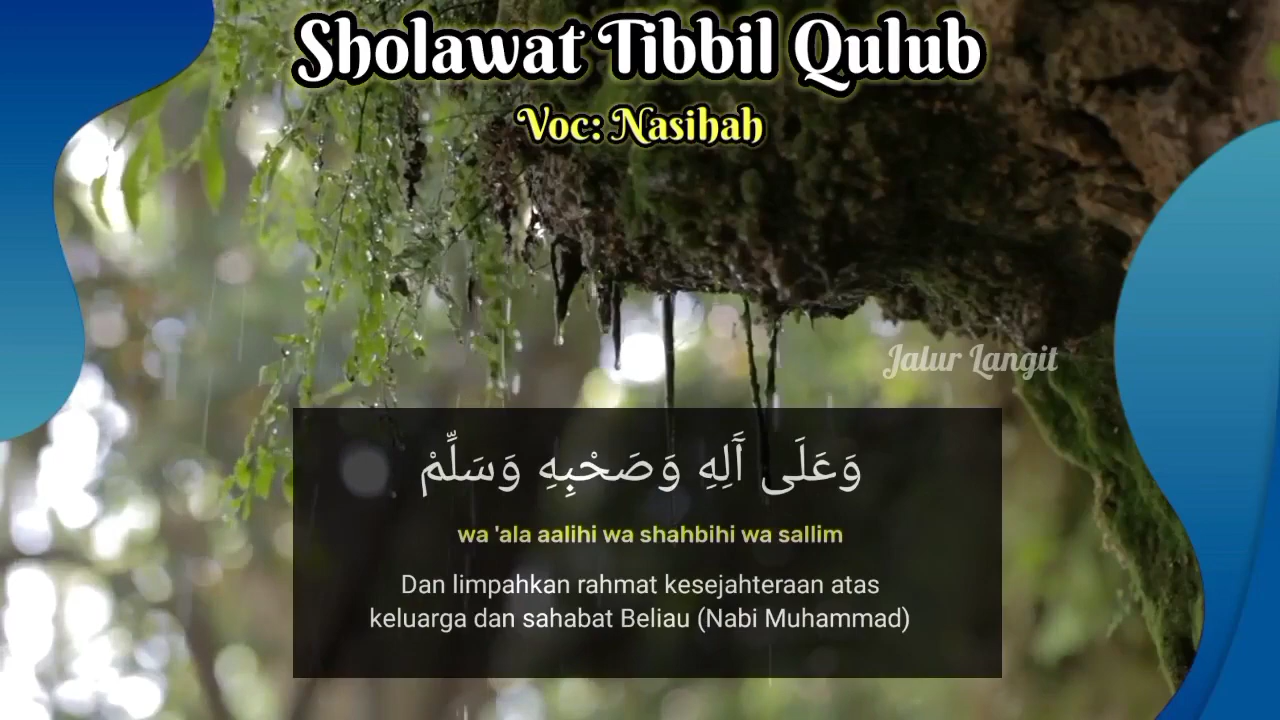 Sholawat Tibbil Qulub
Voc: Nasihah
Jalur Langit
وَعَلَى أَلِهِ وَصَحْبِهِ وَسَلِّمْ
wa 'ala aalihi wa shahbihi wa sallim
Dan limpahkan rahmat kesejahteraan atas
keluarga dan sahabat Beliau (Nabi Muhammad)